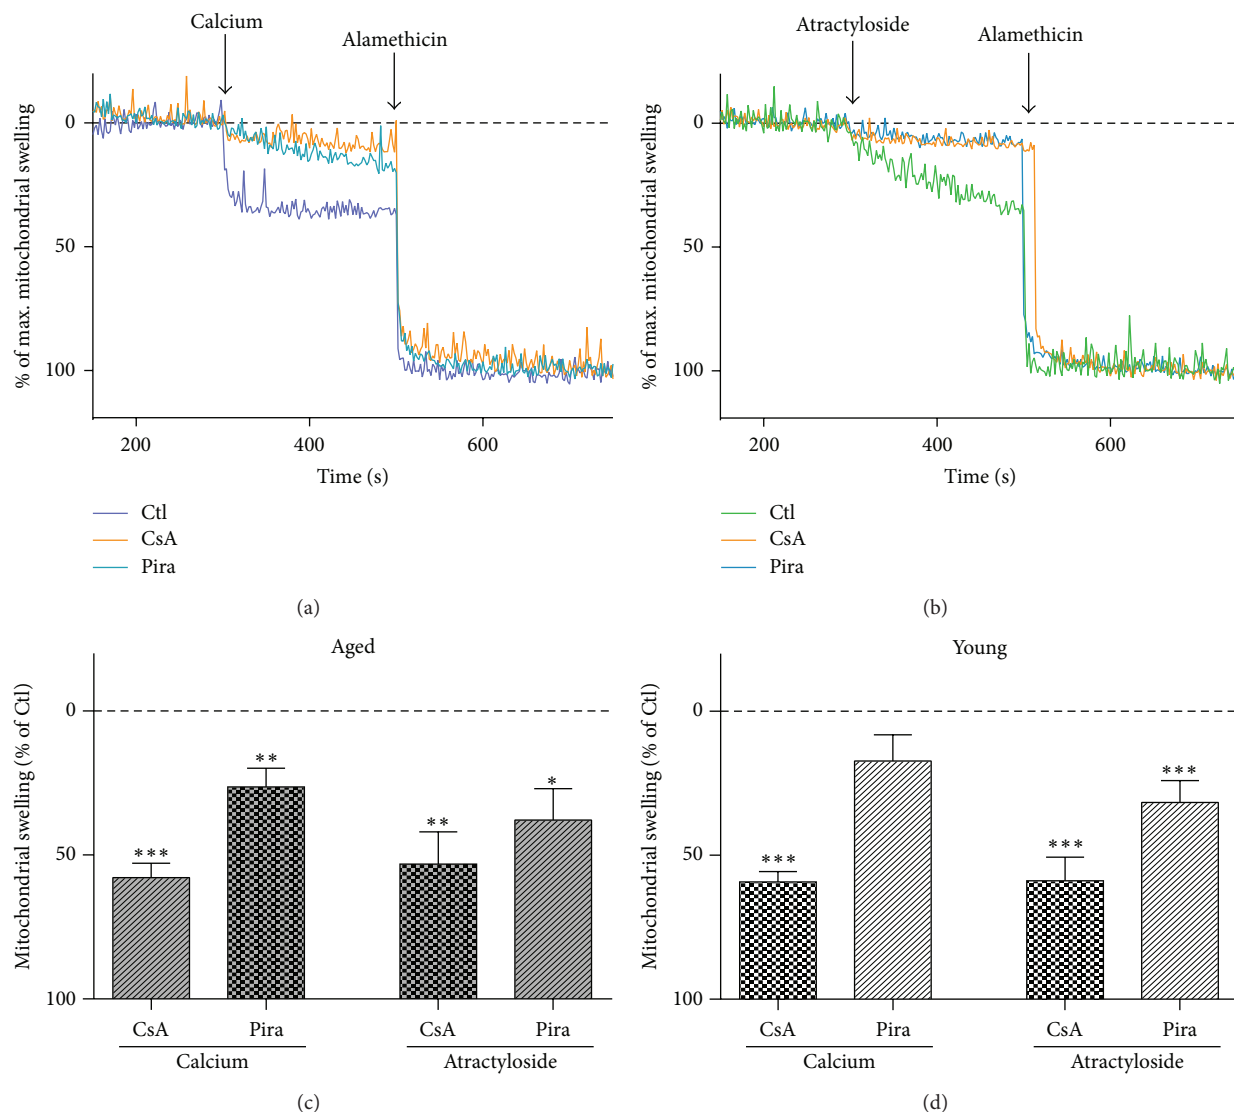 Calcium
Alamethicin
% of max. mitochondrial swelling
0
50
100
200 400 600
Time (s)
Ctl
CsA
Pira
(a)
Atractyloside
Alamethicin
% of max. mitochondrial swelling
0
50
100
200 400 600
Time (s)
Ctl
CsA
Pira
(b)
Aged
Mitochondrial swelling (% of Ctl)
0
50
100
***
**
**
*
CsA Pira CsA Pira
Calcium Atractyloside
(c)
Young
Mitochondrial swelling (% of Ctl)
0
50
100
***
***
***
CsA Pira CsA Pira
Calcium Atractyloside
(d)